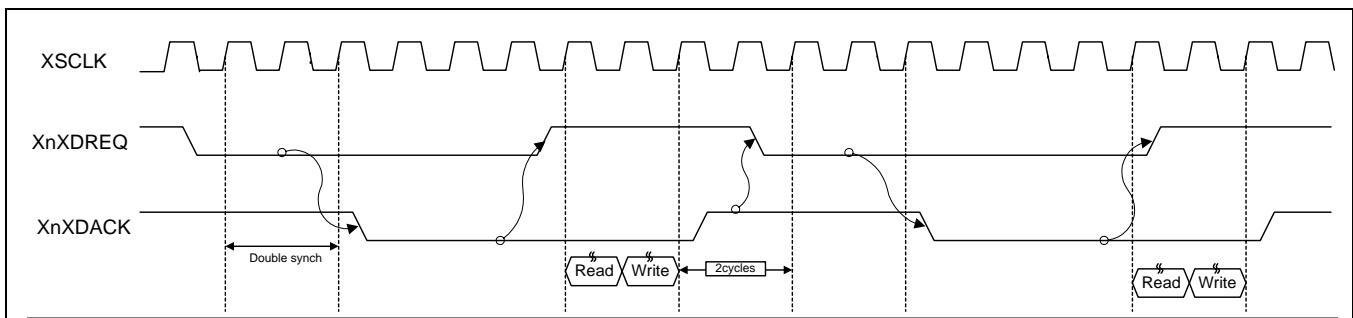 XSCLK
XnXDREQ
XnXDACK
Double synch
Read Write 2cycles Read Write